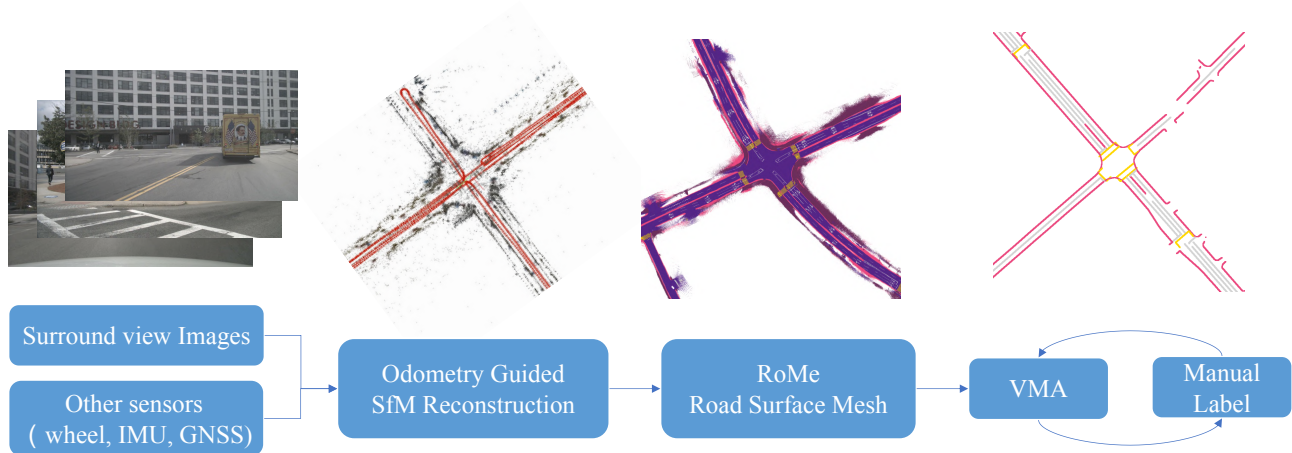 Surround view Images
Other sensors
( wheel, IMU, GNSS)
Odometry Guided
SfM Reconstruction
RoMe
Road Surface Mesh
VMA
Manual
Label